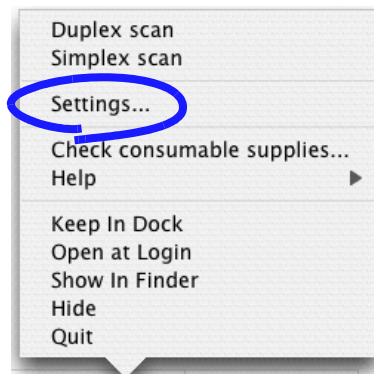 Duplex scan
Simplex scan
Settings...
Check consumable supplies...
Help
Keep In Dock
Open at Login
Show In Finder
Hide
Quit